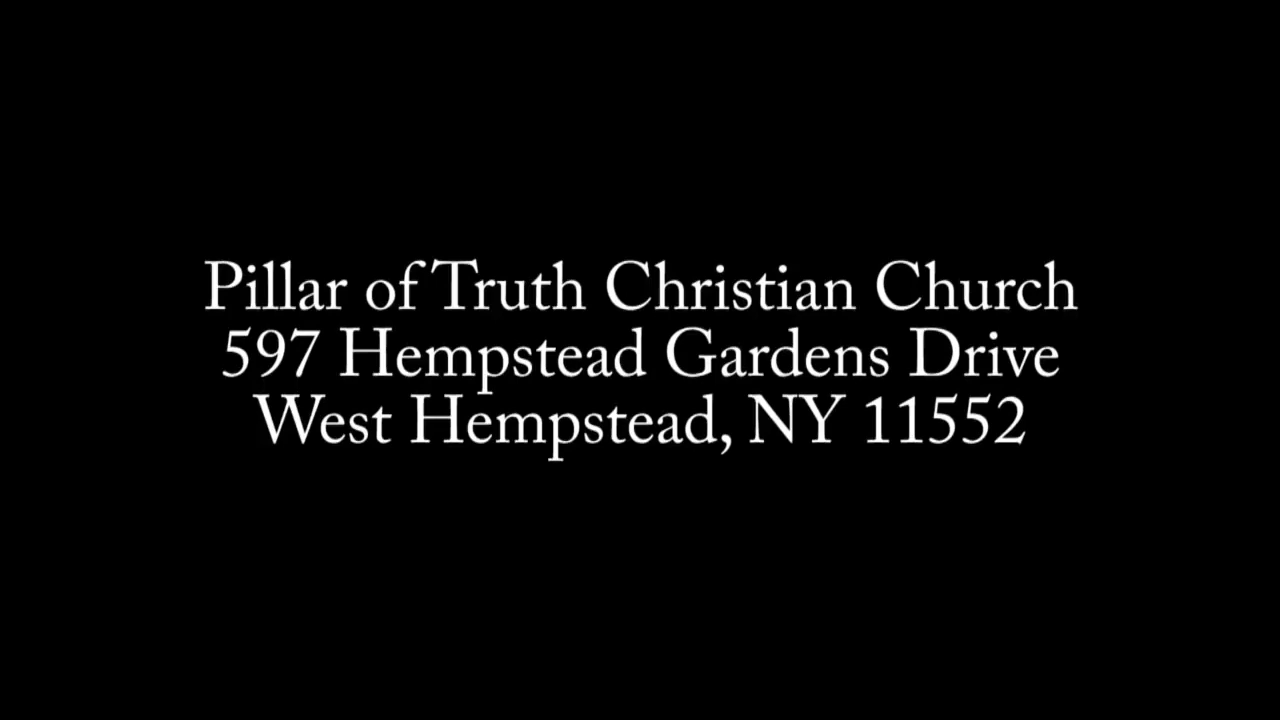 Pillar of Truth Christian Church
597 Hempstead Gardens Drive
West Hempstead, NY 11552